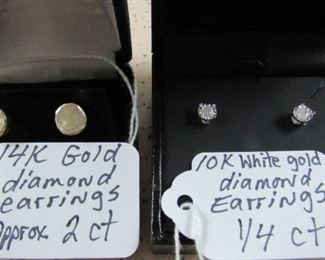 14K Gold
diamond
earrings
Approx. 2 ct
10K White gold
diamond
Earrings
1/4 ct